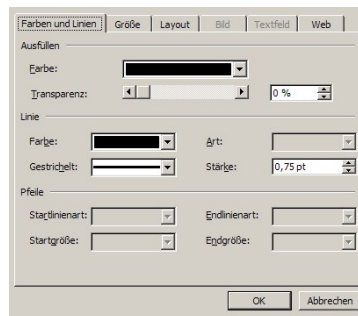 Farben und Linien Größe Layout Bild Textfeld Web
Ausfüllen
Farbe:
Transparenz: 0 %
Linie
Farbe: Art:
Gestrichelt: Stärke: 0,75 pt
Pfeile
Startlinienart: Endlinienart:
Startgröße: Endgröße:
OK Abbrechen